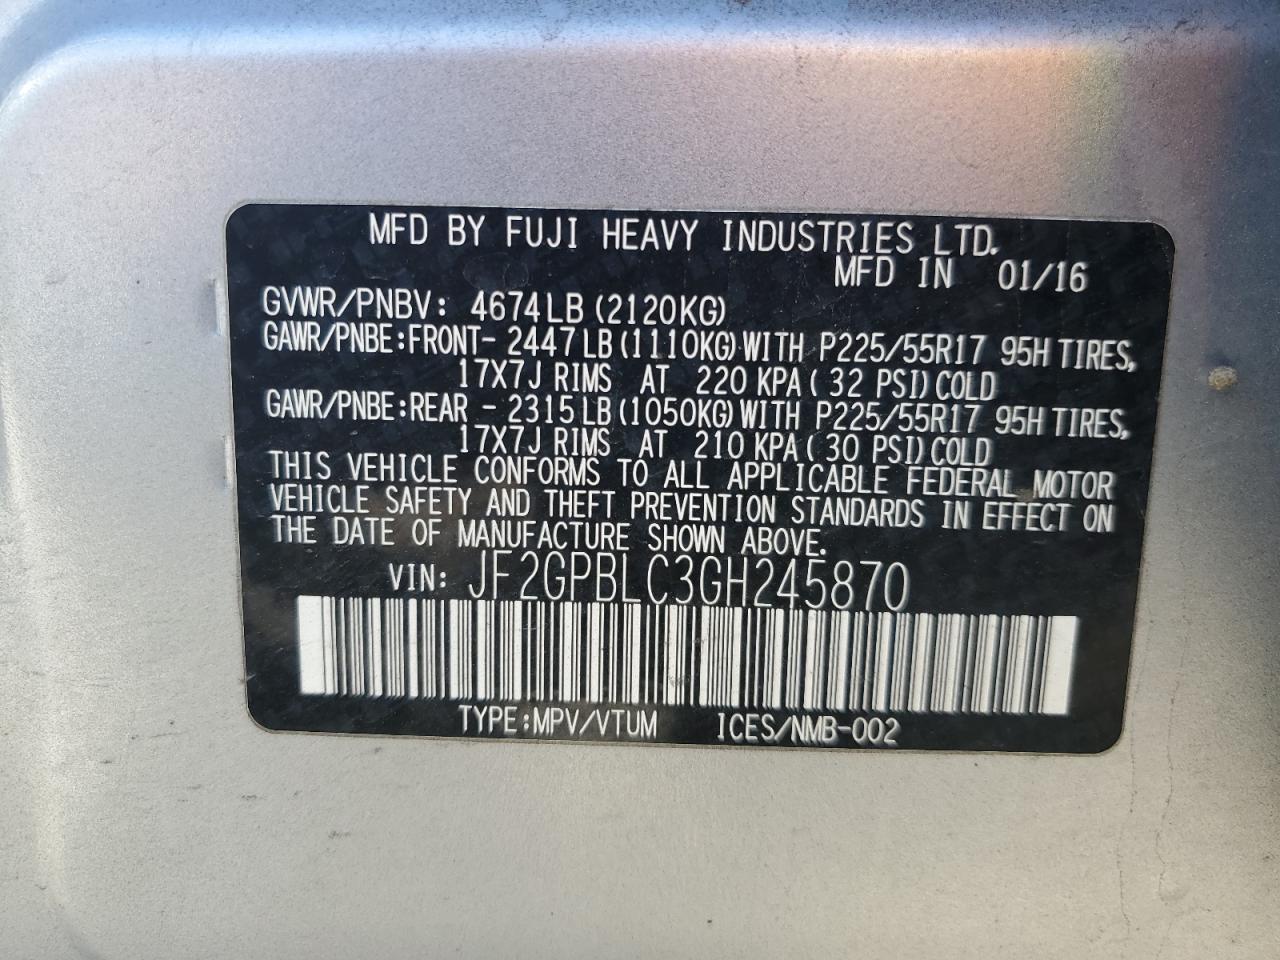 MFD BY FUJI HEAVY INDUSTRIES LTD.
MFD IN 01/16
GVWR/PNBV: 4674LB (2120KG)
GAWR/PNBE:FRONT- 2447LB (1110KG) WITH P225/55R17 95H TIRES,
17X7J RIMS AT 220 KPA ( 32 PSI) COLD
GAWR/PNBE:REAR - 2315LB (1050KG) WITH P225/55R17 95H TIRES,
17X7J RIMS AT 210 KPA ( 30 PSI) COLD
THIS VEHICLE CONFORMS TO ALL APPLICABLE FEDERAL MOTOR
VEHICLE SAFETY AND THEFT PREVENTION STANDARDS IN EFFECT ON
THE DATE OF MANUFACTURE SHOWN ABOVE.
VIN: JF2GPBLC3GH245870
TYPE:MPV/VTUM ICES/NMB-002